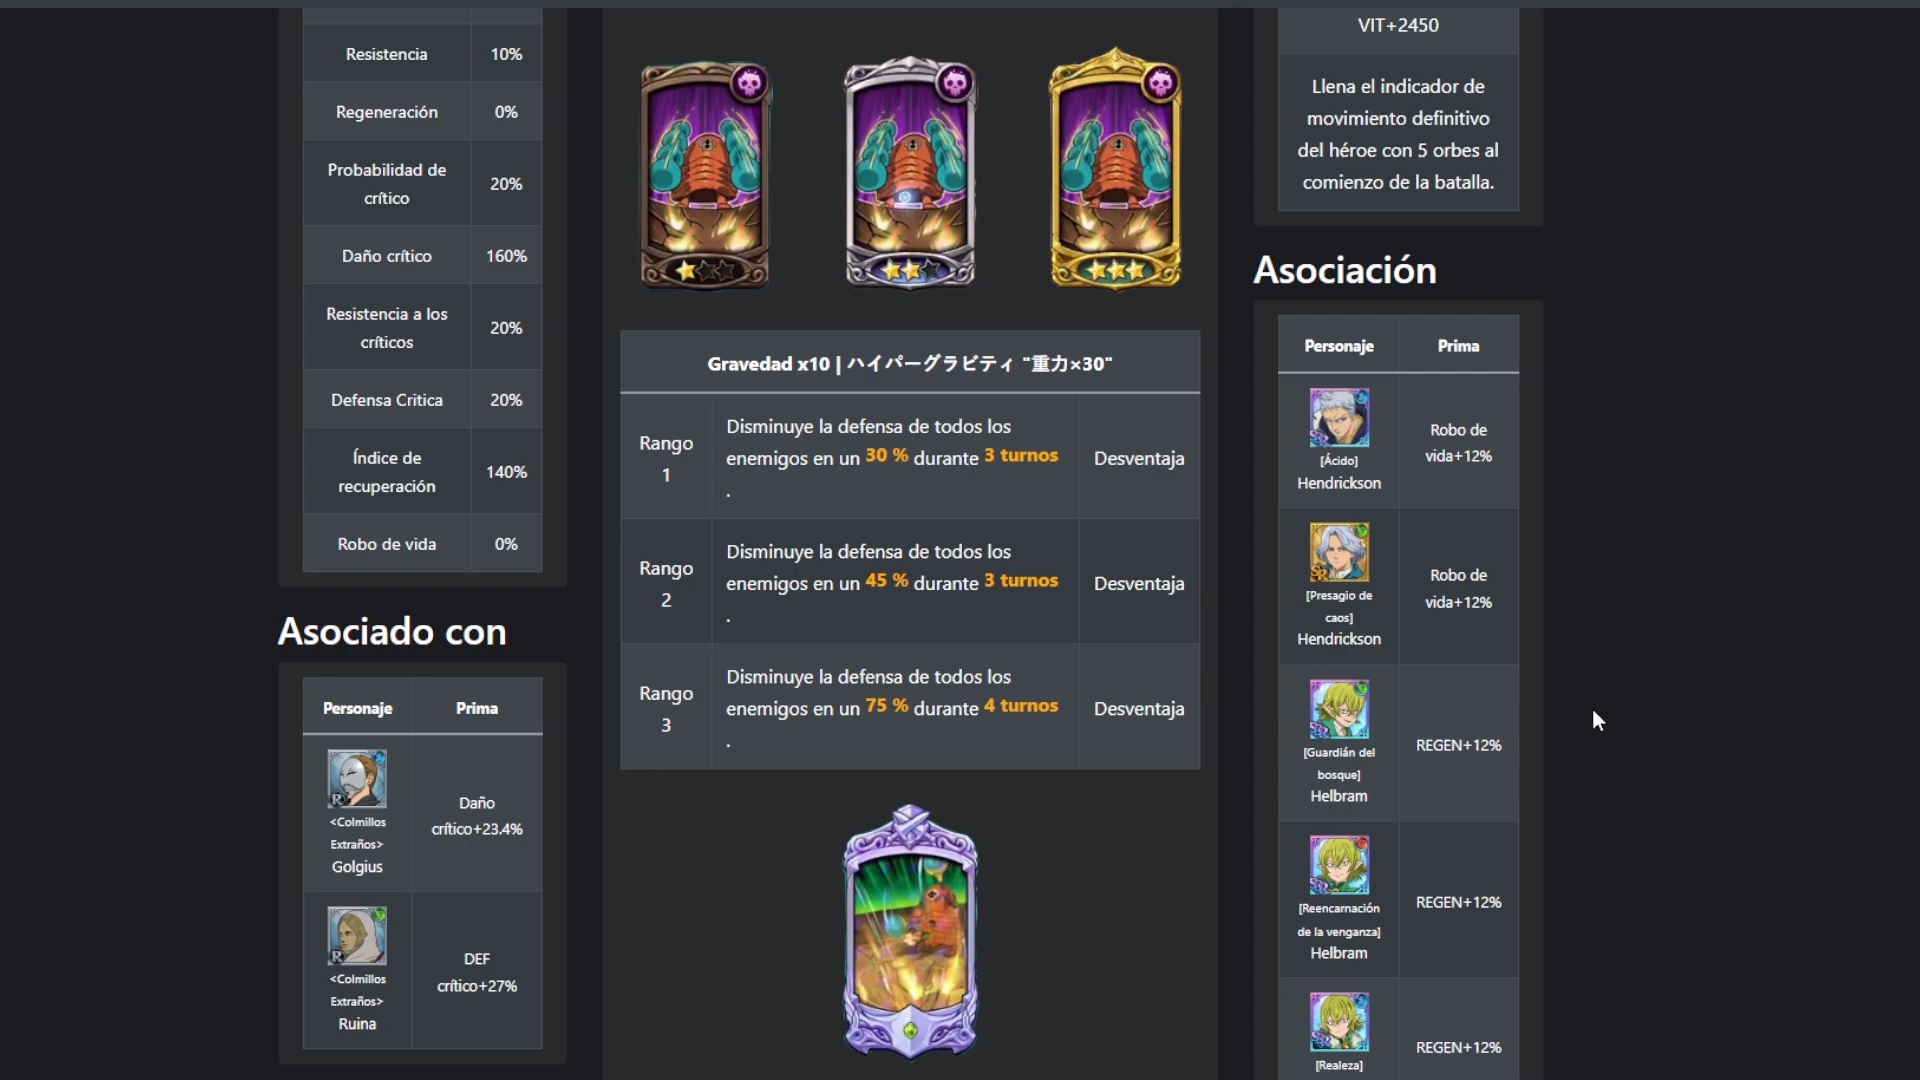 Resistencia 10%
Regeneración 0%
Probabilidad de
crítico 20%
Daño crítico 160%
Resistencia a los
críticos 20%
Defensa Critica 20%
Índice de
recuperación 140%
Robo de vida 0%
Asociado con
Personaje Prima
R
<Colmillos
Extraños>
Golgius
Daño
crítico+23.4%
R
<Colmillos
Extraños>
Ruina
DEF
crítico+27%
Gravedad x10 | ハイパーグラビティ "重力×30"
Rango
1
Disminuye la defensa de todos los
enemigos en un 30 % durante 3 turnos
.
Desventaja
Rango
2
Disminuye la defensa de todos los
enemigos en un 45 % durante 3 turnos
.
Desventaja
Rango
3
Disminuye la defensa de todos los
enemigos en un 75 % durante 4 turnos
.
Desventaja
VIT+2450
Llena el indicador de
movimiento definitivo
del héroe con 5 orbes al
comienzo de la batalla.
Asociación
Personaje Prima
[Ácido]
Hendrickson
Robo de
vida+12%
SR
[Presagio de
caos]
Hendrickson
Robo de
vida+12%
[Guardián del
bosque]
Helbram
REGEN+12%
[Reencarnación
de la venganza]
Helbram
REGEN+12%
[Realeza]
REGEN+12%